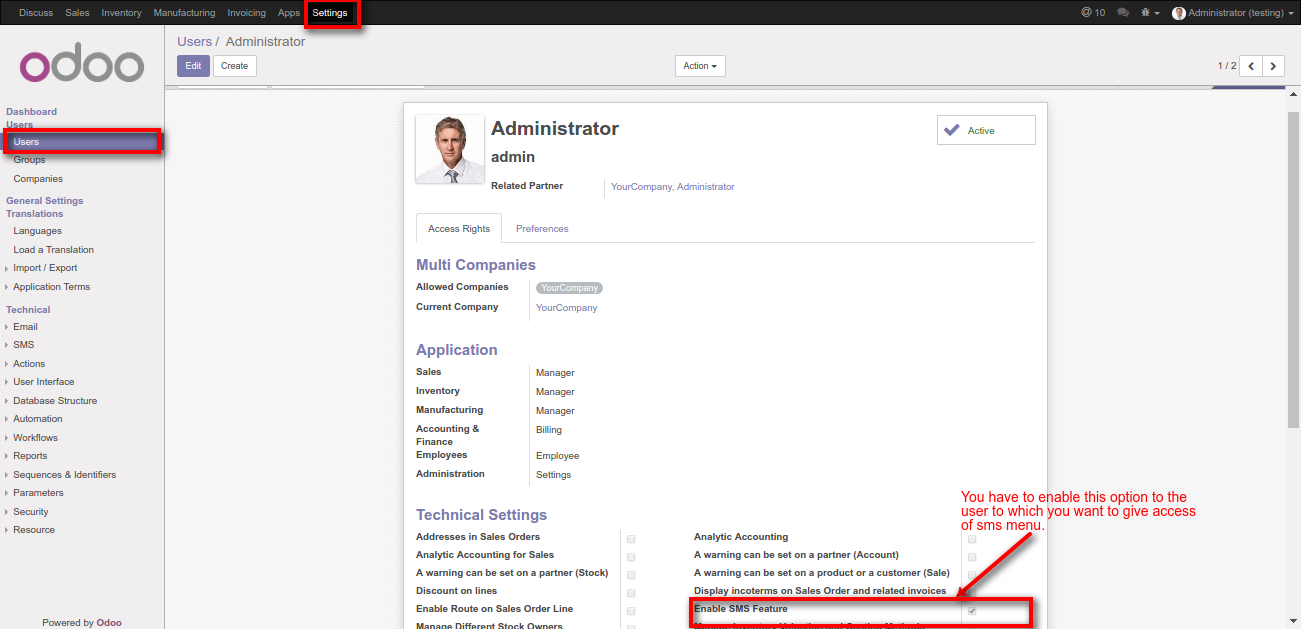 Discuss Sales Inventory Manufacturing Invoicing Apps Settings @ 10 Administrator (testing)
odoo
Users / Administrator
Edit Create Action 1 / 2
Dashboard
Users
Users
Groups
Companies
General Settings
Translations
Languages
Load a Translation
Import / Export
Application Terms
Technical
Email
SMS
Actions
User Interface
Database Structure
Automation
Workflows
Reports
Sequences & Identifiers
Parameters
Security
Resource
Powered by Odoo
Administrator
Active
admin
Related Partner YourCompany, Administrator
Access Rights Preferences
Multi Companies
Allowed Companies YourCompany
Current Company YourCompany
Application
Sales Manager
Inventory Manager
Manufacturing Manager
Accounting & Billing
Finance
Employees Employee
Administration Settings
You have to enable this option to the
user to which you want to give access
of sms menu.
Technical Settings
Addresses in Sales Orders Analytic Accounting
Analytic Accounting for Sales A warning can be set on a partner (Account)
A warning can be set on a partner (Stock) A warning can be set on a product or a customer (Sale)
Discount on lines Display incoterms on Sales Order and related invoices
Enable Route on Sales Order Line Enable SMS Feature
Manage Different Stock Owners